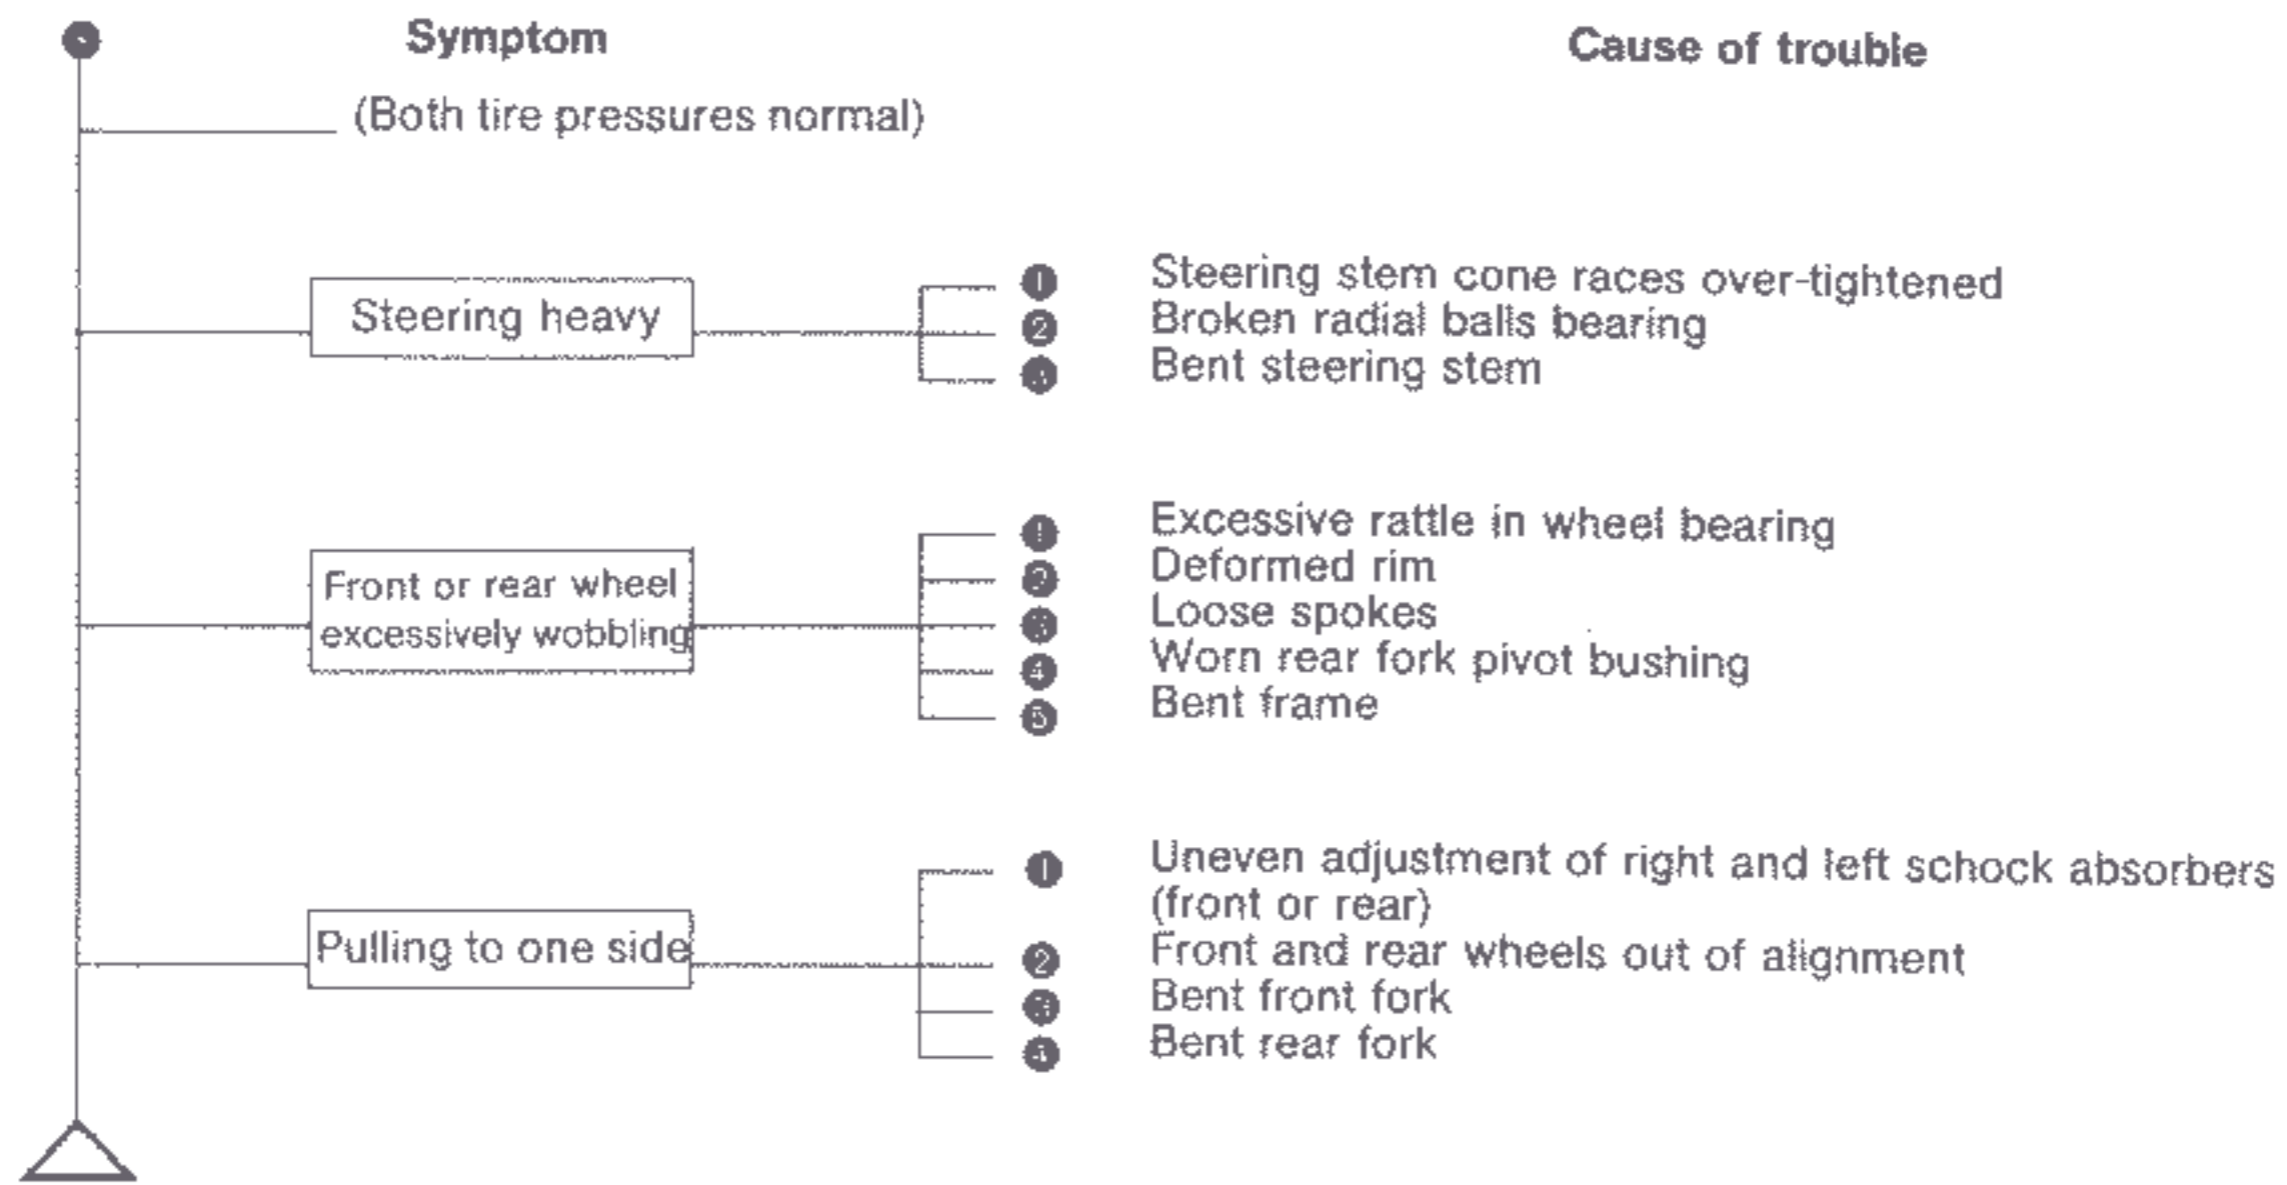 Symptom
Cause of trouble
(Both tire pressures normal)
Steering heavy
1 Steering stem cone races over-tightened
2 Broken radial balls bearing
3 Bent steering stem
Front or rear wheel
excessively wobbling
1 Excessive rattle in wheel bearing
2 Deformed rim
3 Loose spokes
4 Worn rear fork pivot bushing
5 Bent frame
Pulling to one side
1 Uneven adjustment of right and left schock absorbers
(front or rear)
2 Front and rear wheels out of alignment
3 Bent front fork
4 Bent rear fork